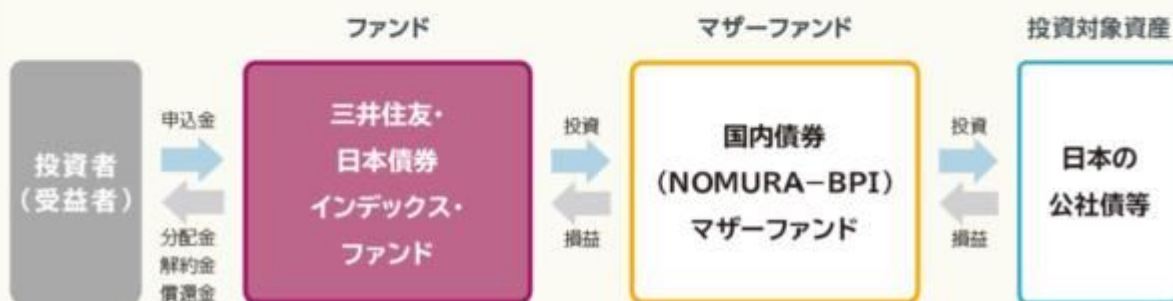 ファンド
マザーファンド
投資対象資産
投資者
(受益者)
申込金
分配金
解約金
償還金
三井住友・
日本債券
インデックス・
ファンド
投資
損益
国内債券
(NOMURA−BPI)
マザーファンド
投資
損益
日本の
公社債等